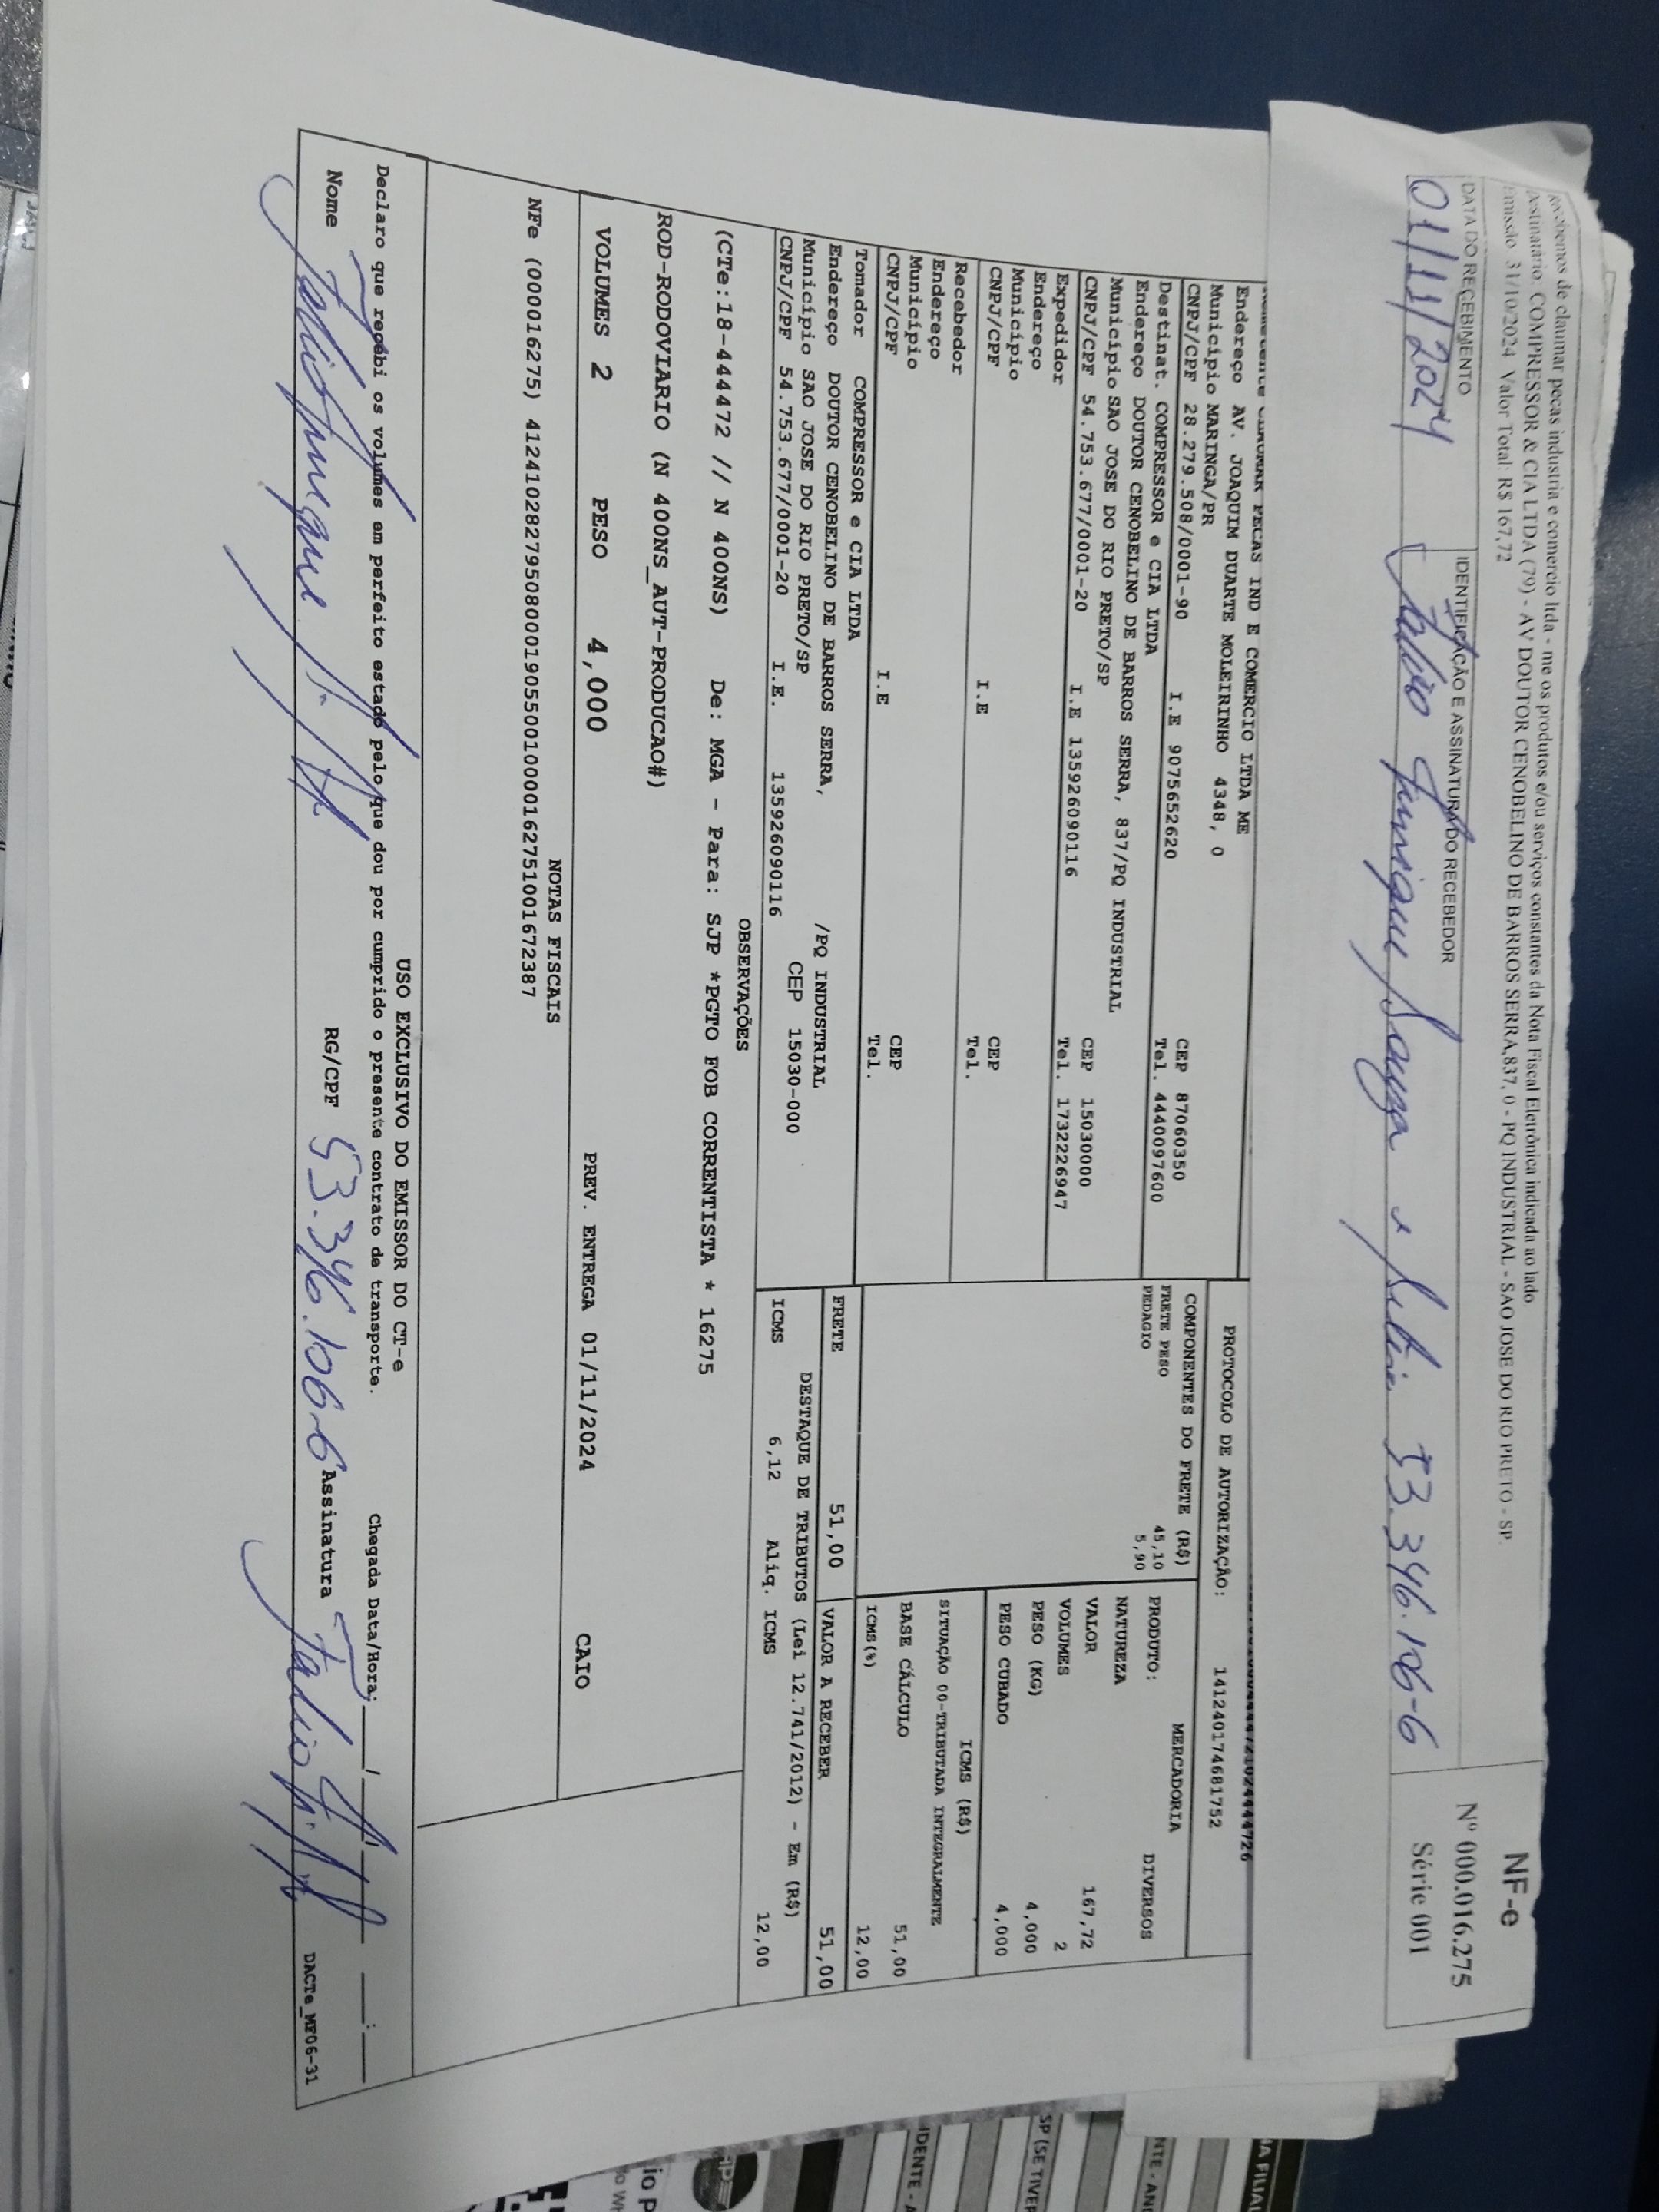 Recebemos de claumar pecas industria e comercio ltda - me os produtos e/ou serviços constantes da Nota Fiscal Eletrônica indicada ao lado
Destinatário: COMPRESSOR & CIA LTDA (79) - AV DOUTOR CENOBELINO DE BARROS SERRA,837, 0 - PQ INDUSTRIAL - SAO JOSE DO RIO PRETO - SP.
Emissão 31/10/2024 Valor Total: R$ 167,72
NF-e
Nº 000.016.275
Série 001
DATA DO RECEBIMENTO
01/11/2024
IDENTIFICAÇÃO E ASSINATURA DO RECEBEDOR
53.346.106-6
CLAUMAR PECAS IND E COMERCIO LTDA ME
Endereço AV. JOAQUIM DUARTE MOLEIRINHO 4348, 0
Município MARINGA/PR CEP 87060350
CNPJ/CPF 28.279.508/0001-90 I.E 9075652620 Tel. 4440097600
Destinat. COMPRESSOR e CIA LTDA
Endereço DOUTOR CENOBELINO DE BARROS SERRA, 837/PQ INDUSTRIAL
Município SAO JOSE DO RIO PRETO/SP CEP 15030000
CNPJ/CPF 54.753.677/0001-20 I.E 135926090116 Tel. 1732226947
Expedidor
Endereço
Município CEP
CNPJ/CPF I.E Tel.
Recebedor
Endereço
Município CEP
CNPJ/CPF I.E Tel.
Tomador COMPRESSOR e CIA LTDA
Endereço DOUTOR CENOBELINO DE BARROS SERRA, /PQ INDUSTRIAL
Município SAO JOSE DO RIO PRETO/SP CEP 15030-000
CNPJ/CPF 54.753.677/0001-20 I.E. 135926090116
PROTOCOLO DE AUTORIZAÇÃO: 141240174681752
COMPONENTES DO FRETE (R$)
FRETE PESO 45,10
PEDAGIO 5,90
MERCADORIA
PRODUTO: DIVERSOS
NATUREZA
VALOR 167,72
VOLUMES 2
PESO (KG) 4,000
PESO CUBADO 4,000
ICMS (R$)
SITUAÇÃO 00-TRIBUTADA INTEGRALMENTE
BASE CÁLCULO 51,00
ICMS(%) 12,00
FRETE 51,00 VALOR A RECEBER 51,00
DESTAQUE DE TRIBUTOS (Lei 12.741/2012) - Em (R$)
ICMS 6,12 Aliq. ICMS 12,00
OBSERVAÇÕES
(CTe:18-444472 // N 400NS) De: MGA - Para: SJP *PGTO FOB CORRENTISTA * 16275
ROD-RODOVIARIO (N 400NS_AUT-PRODUCAO#)
VOLUMES 2 PESO 4,000 PREV. ENTREGA 01/11/2024 CAIO
NOTAS FISCAIS
NFe (000016275) 41241028279508000190550010000162751001672387
USO EXCLUSIVO DO EMISSOR DO CT-e
Declaro que recebi os volumes em perfeito estado pelo que dou por cumprido o presente contrato de transporte. Chegada Data/Hora:
Nome RG/CPF 53.346.106-6 Assinatura
DACTe_MF06-31